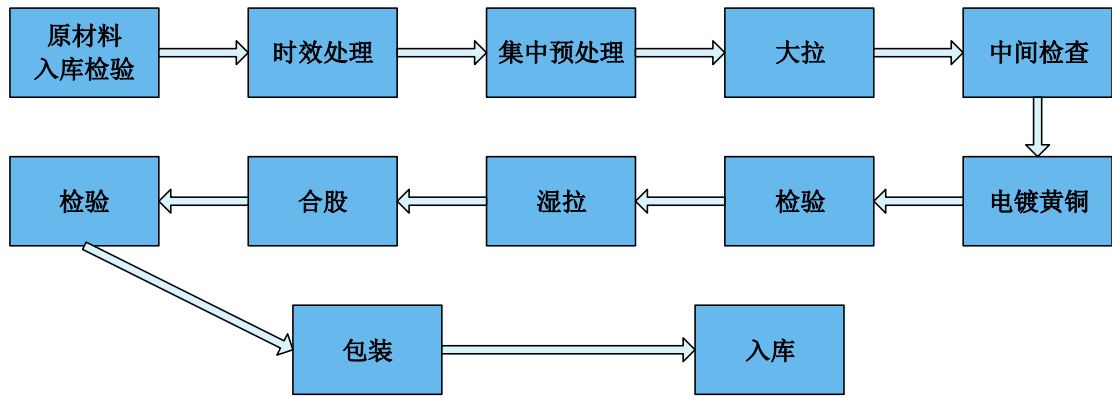 原材料
入库检验
时效处理
集中预处理
大拉
中间检查
电镀黄铜
检验
湿拉
合股
检验
包装
入库